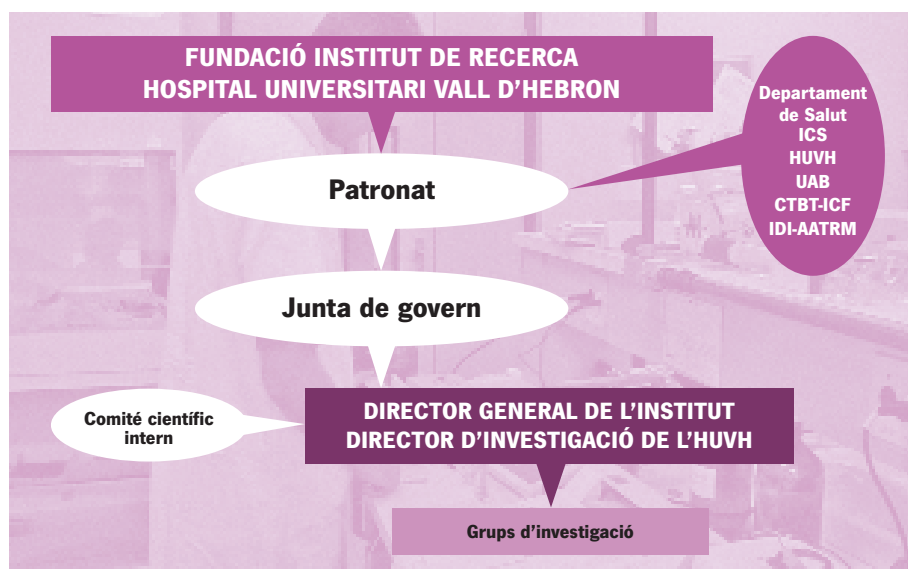 FUNDACIÓ INSTITUT DE RECERCA
HOSPITAL UNIVERSITARI VALL D’HEBRON
Departament
de Salut
ICS
HUVH
UAB
CTBT-ICF
IDI-AATRM
Patronat
Junta de govern
Comité científic
intern
DIRECTOR GENERAL DE L’INSTITUT
DIRECTOR D’INVESTIGACIÓ DE L’HUVH
Grups d’investigació